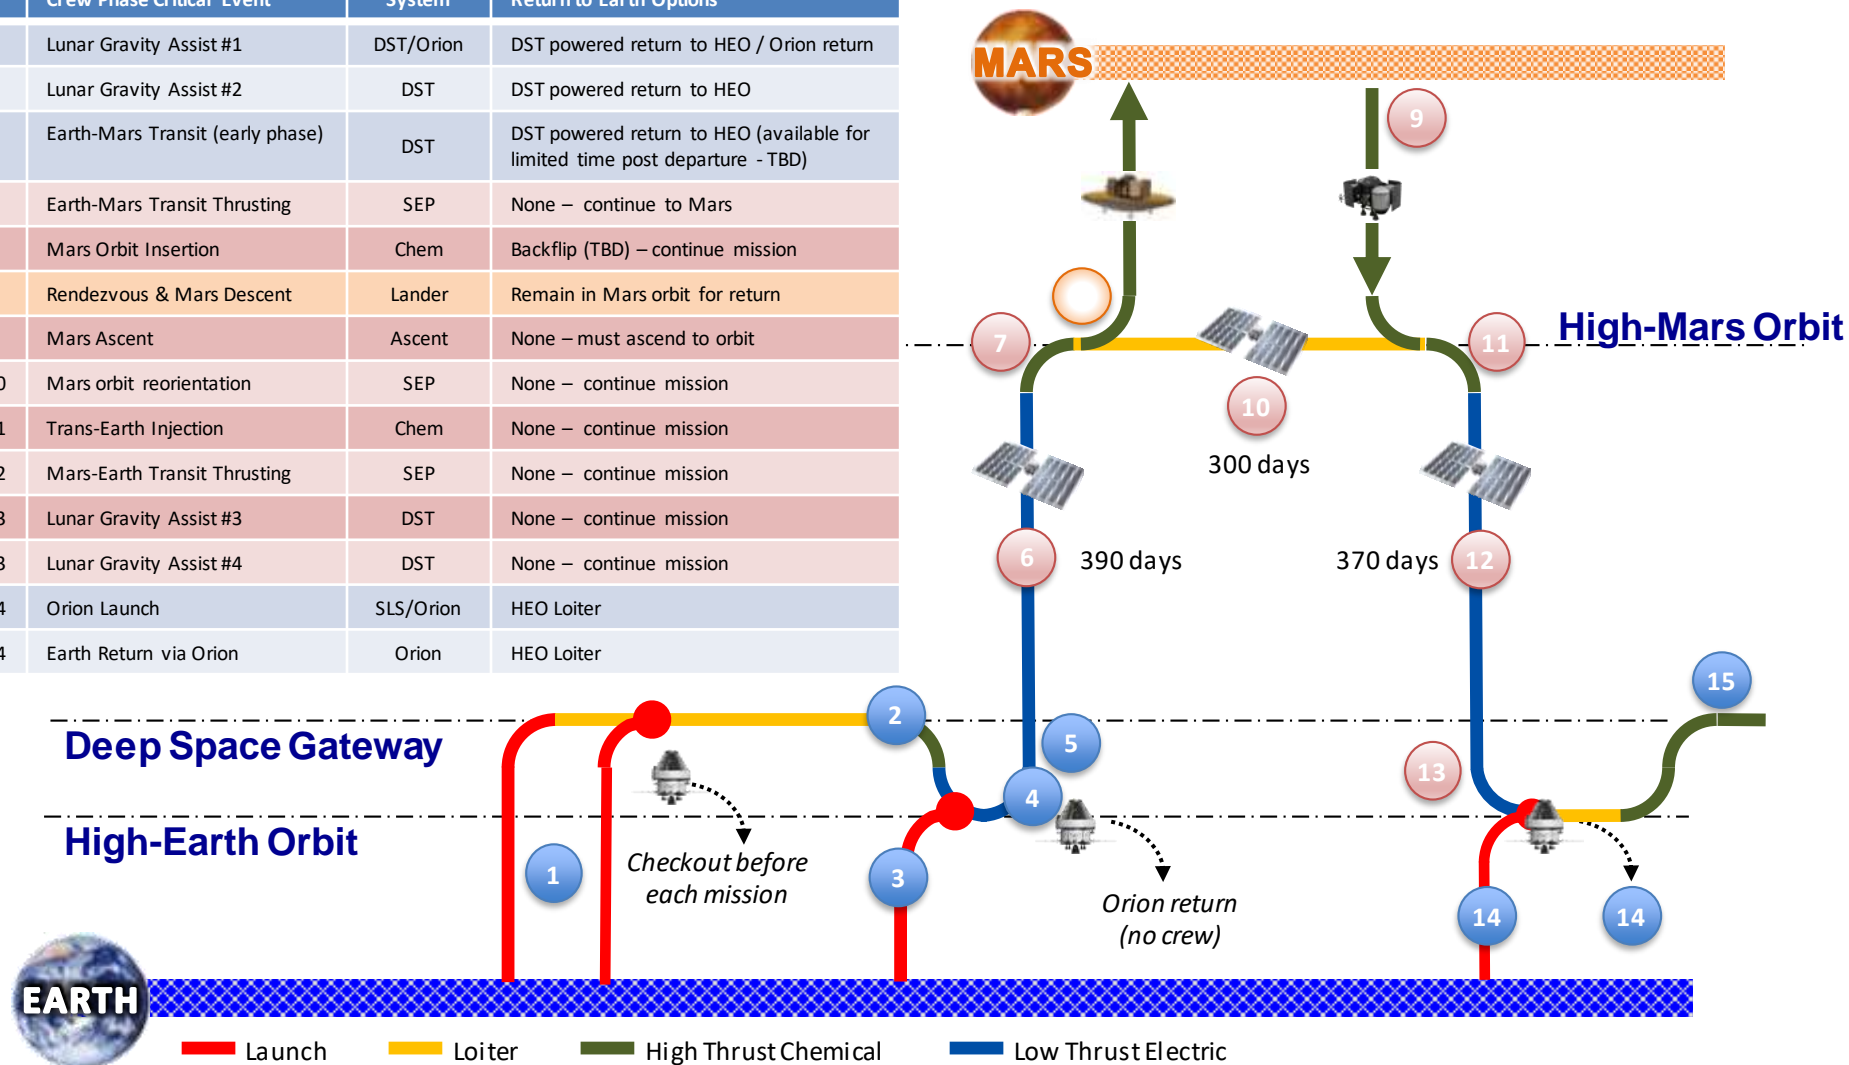 Crew Phase Critical Event System Return to Earth Options
Lunar Gravity Assist #1 DST/Orion DST powered return to HEO / Orion return
Lunar Gravity Assist #2 DST DST powered return to HEO
Earth-Mars Transit (early phase) DST DST powered return to HEO (available for
limited time post departure - TBD)
Earth-Mars Transit Thrusting SEP None – continue to Mars
Mars Orbit Insertion Chem Backflip (TBD) – continue mission
Rendezvous & Mars Descent Lander Remain in Mars orbit for return
Mars Ascent Ascent None – must ascend to orbit
0 Mars orbit reorientation SEP None – continue mission
1 Trans-Earth Injection Chem None – continue mission
2 Mars-Earth Transit Thrusting SEP None – continue mission
3 Lunar Gravity Assist #3 DST None – continue mission
3 Lunar Gravity Assist #4 DST None – continue mission
4 Orion Launch SLS/Orion HEO Loiter
4 Earth Return via Orion Orion HEO Loiter
MARS
9
7
11
High-Mars Orbit
10
300 days
6
390 days
370 days
12
15
2
5
Deep Space Gateway
13
4
High-Earth Orbit
1
Checkout before
each mission
3
Orion return
(no crew)
14
14
EARTH
Launch
Loiter
High Thrust Chemical
Low Thrust Electric